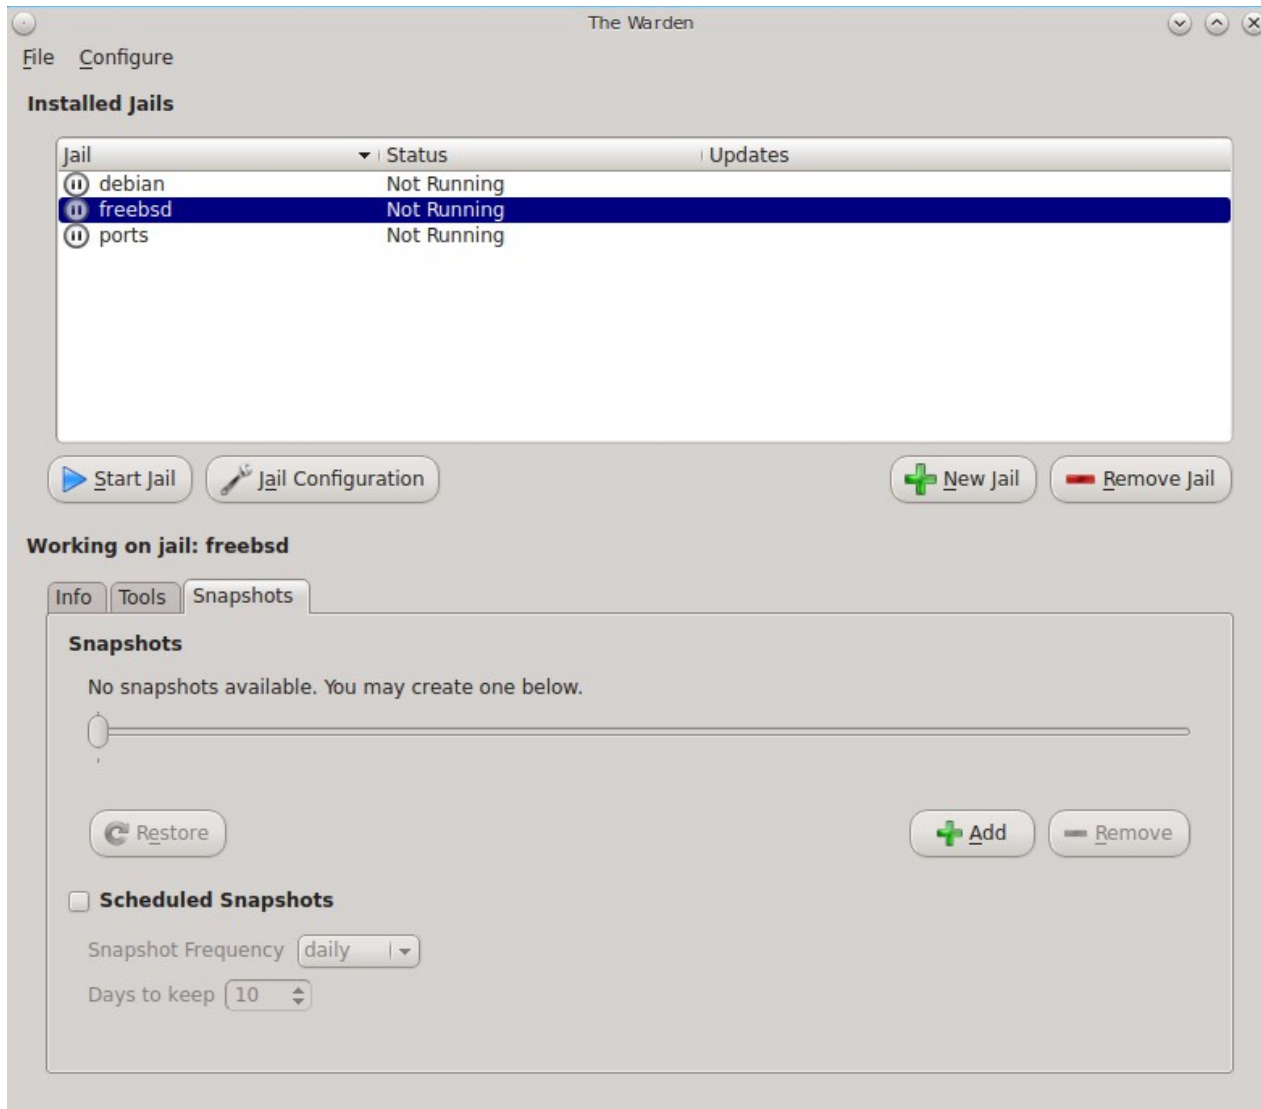 The Warden
File Configure
Installed Jails
Jail Status Updates
debian Not Running
freebsd Not Running
ports Not Running
Start Jail Jail Configuration New Jail Remove Jail
Working on jail: freebsd
Info Tools Snapshots
Snapshots
No snapshots available. You may create one below.
Restore Add Remove
Scheduled Snapshots
Snapshot Frequency daily
Days to keep 10